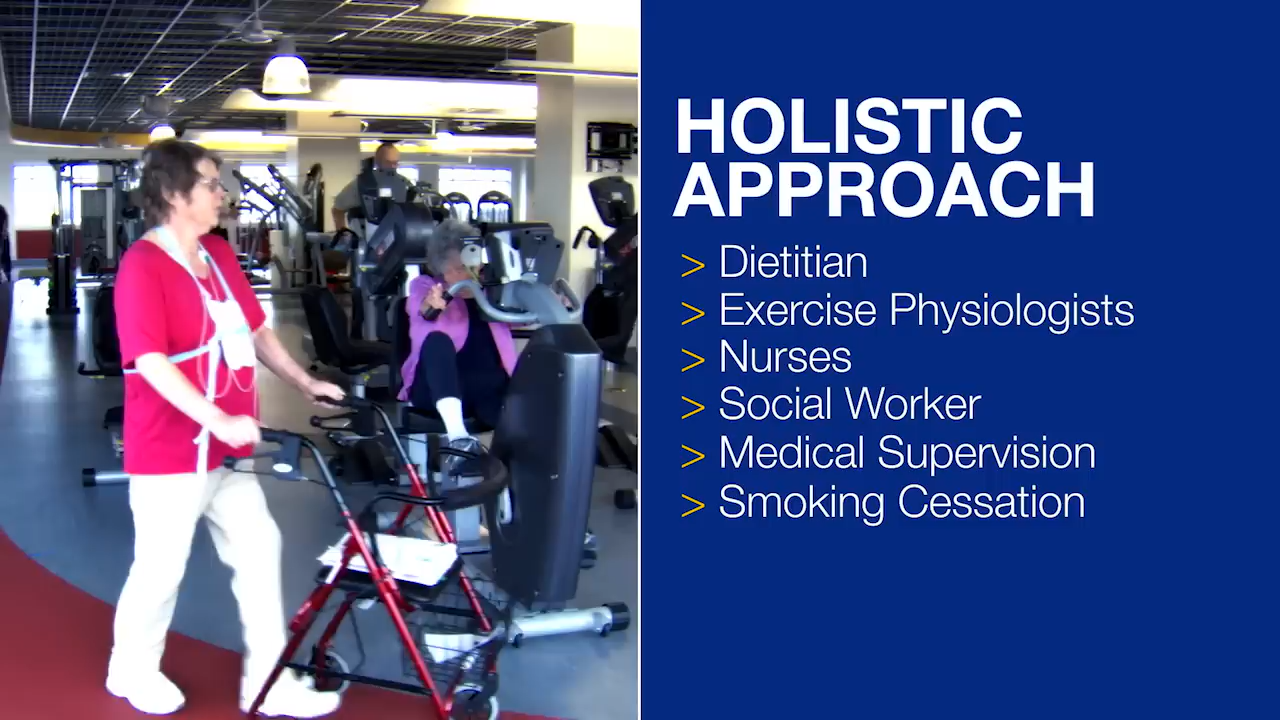 HOLISTIC
APPROACH
> Dietitian
> Exercise Physiologists
> Nurses
> Social Worker
> Medical Supervision
> Smoking Cessation